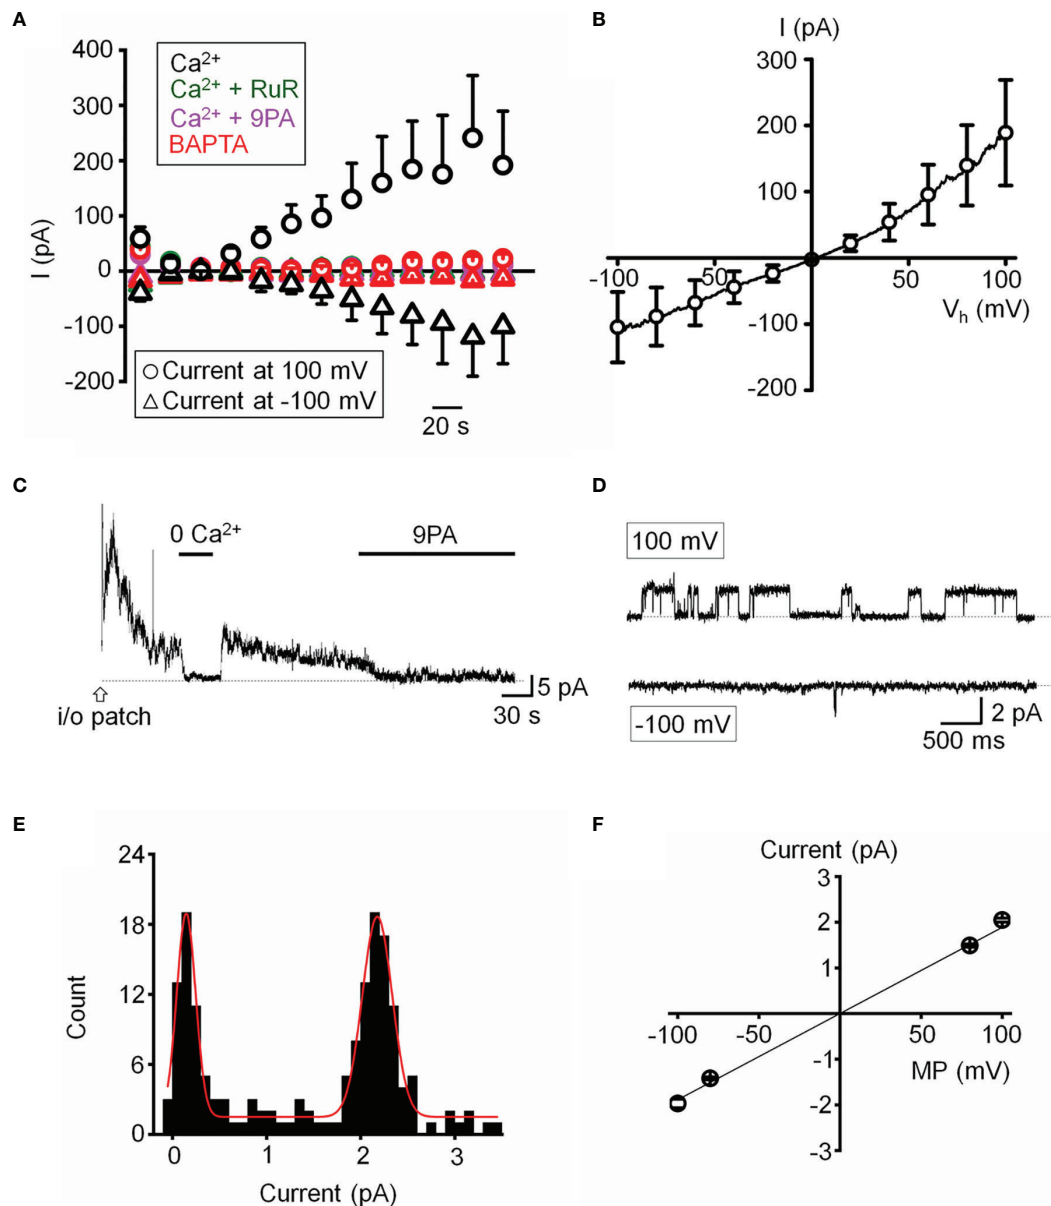 A
400
300
200
100
0
-100
-200
I (pA)
Ca²⁺
Ca²⁺ + RuR
Ca²⁺ + 9PA
BAPTA
Current at 100 mV
Current at -100 mV
20 s
B
I (pA)
300
200
100
-100
-200
-100
-50
50
100
Vₕ (mV)
C
0 Ca²⁺
9PA
i/o patch
5 pA
30 s
D
100 mV
-100 mV
2 pA
500 ms
E
24
18
12
6
0
Count
0 1 2 3
Current (pA)
F
Current (pA)
3
2
1
-1
-2
-3
-100
-50
50
100
MP (mV)